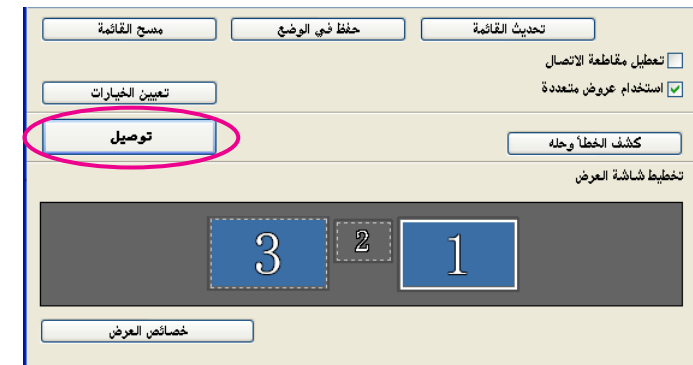 تحديث القائمة
حفظ في الوضع
مسح القائمة
تعطيل مقاطعة الاتصال
استخدام عروض متعددة
تعيين الخيارات
توصيل
كشف الخطأ وحله
تخطيط شاشة العرض
1
2
3
خصائص العرض